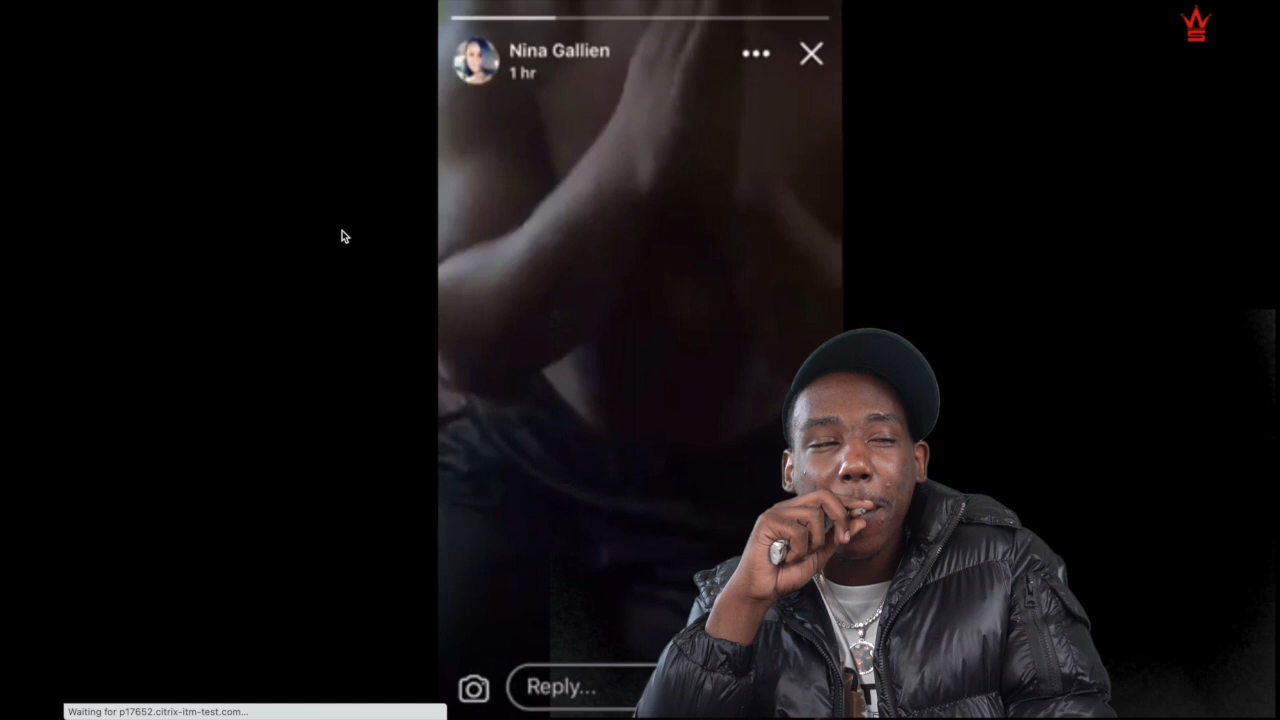 Nina Gallien
1 hr
Reply...
Waiting for p17652.citrix-itm-test.com...